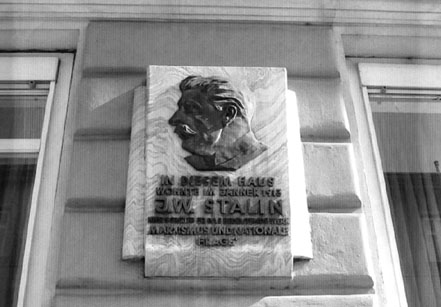 IN DIESEM HAUS
WOHNTE IM JÄNNER 1913
J.W. STALIN
MARXISMUS UND NATIONALE
FRAGE"